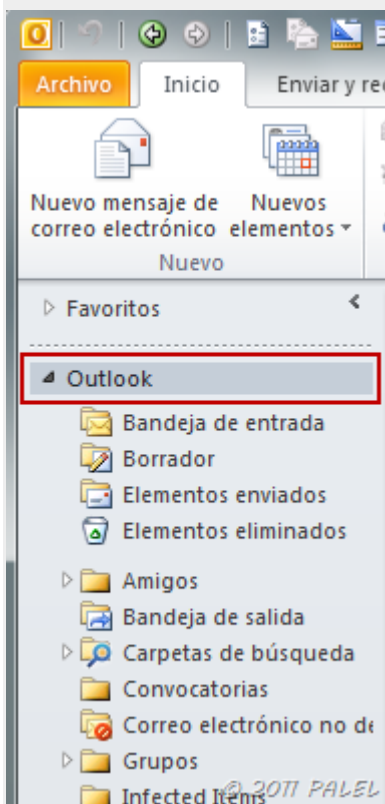 Archivo Inicio Enviar y rec
Nuevo mensaje de
correo electrónico
Nuevos
elementos
Nuevo
Favoritos
Outlook
Bandeja de entrada
Borrador
Elementos enviados
Elementos eliminados
Amigos
Bandeja de salida
Carpetas de búsqueda
Convocatorias
Correo electrónico no de
Grupos
Infected Items
© 2011 PALEL